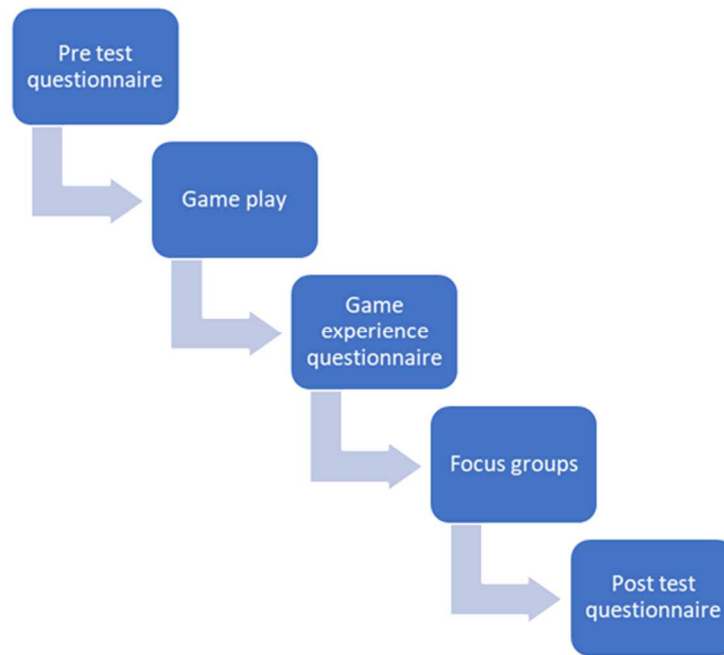 Pre test
questionnaire
Game play
Game
experience
questionnaire
Focus groups
Post test
questionnaire